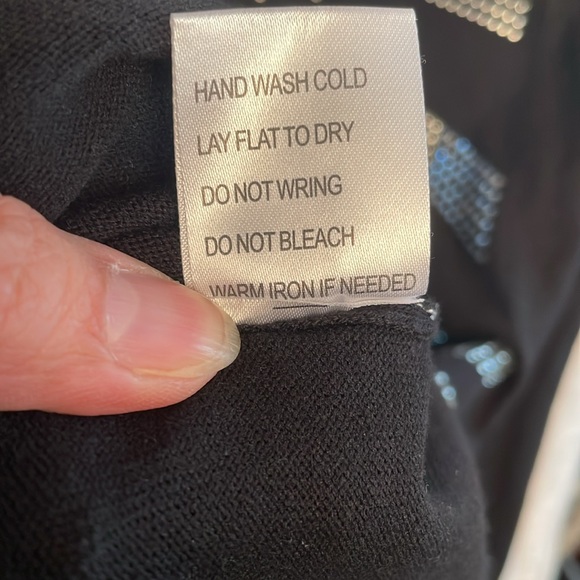 HAND WASH COLD
LAY FLAT TO DRY
DO NOT WRING
DO NOT BLEACH
WARM IRON IF NEEDED